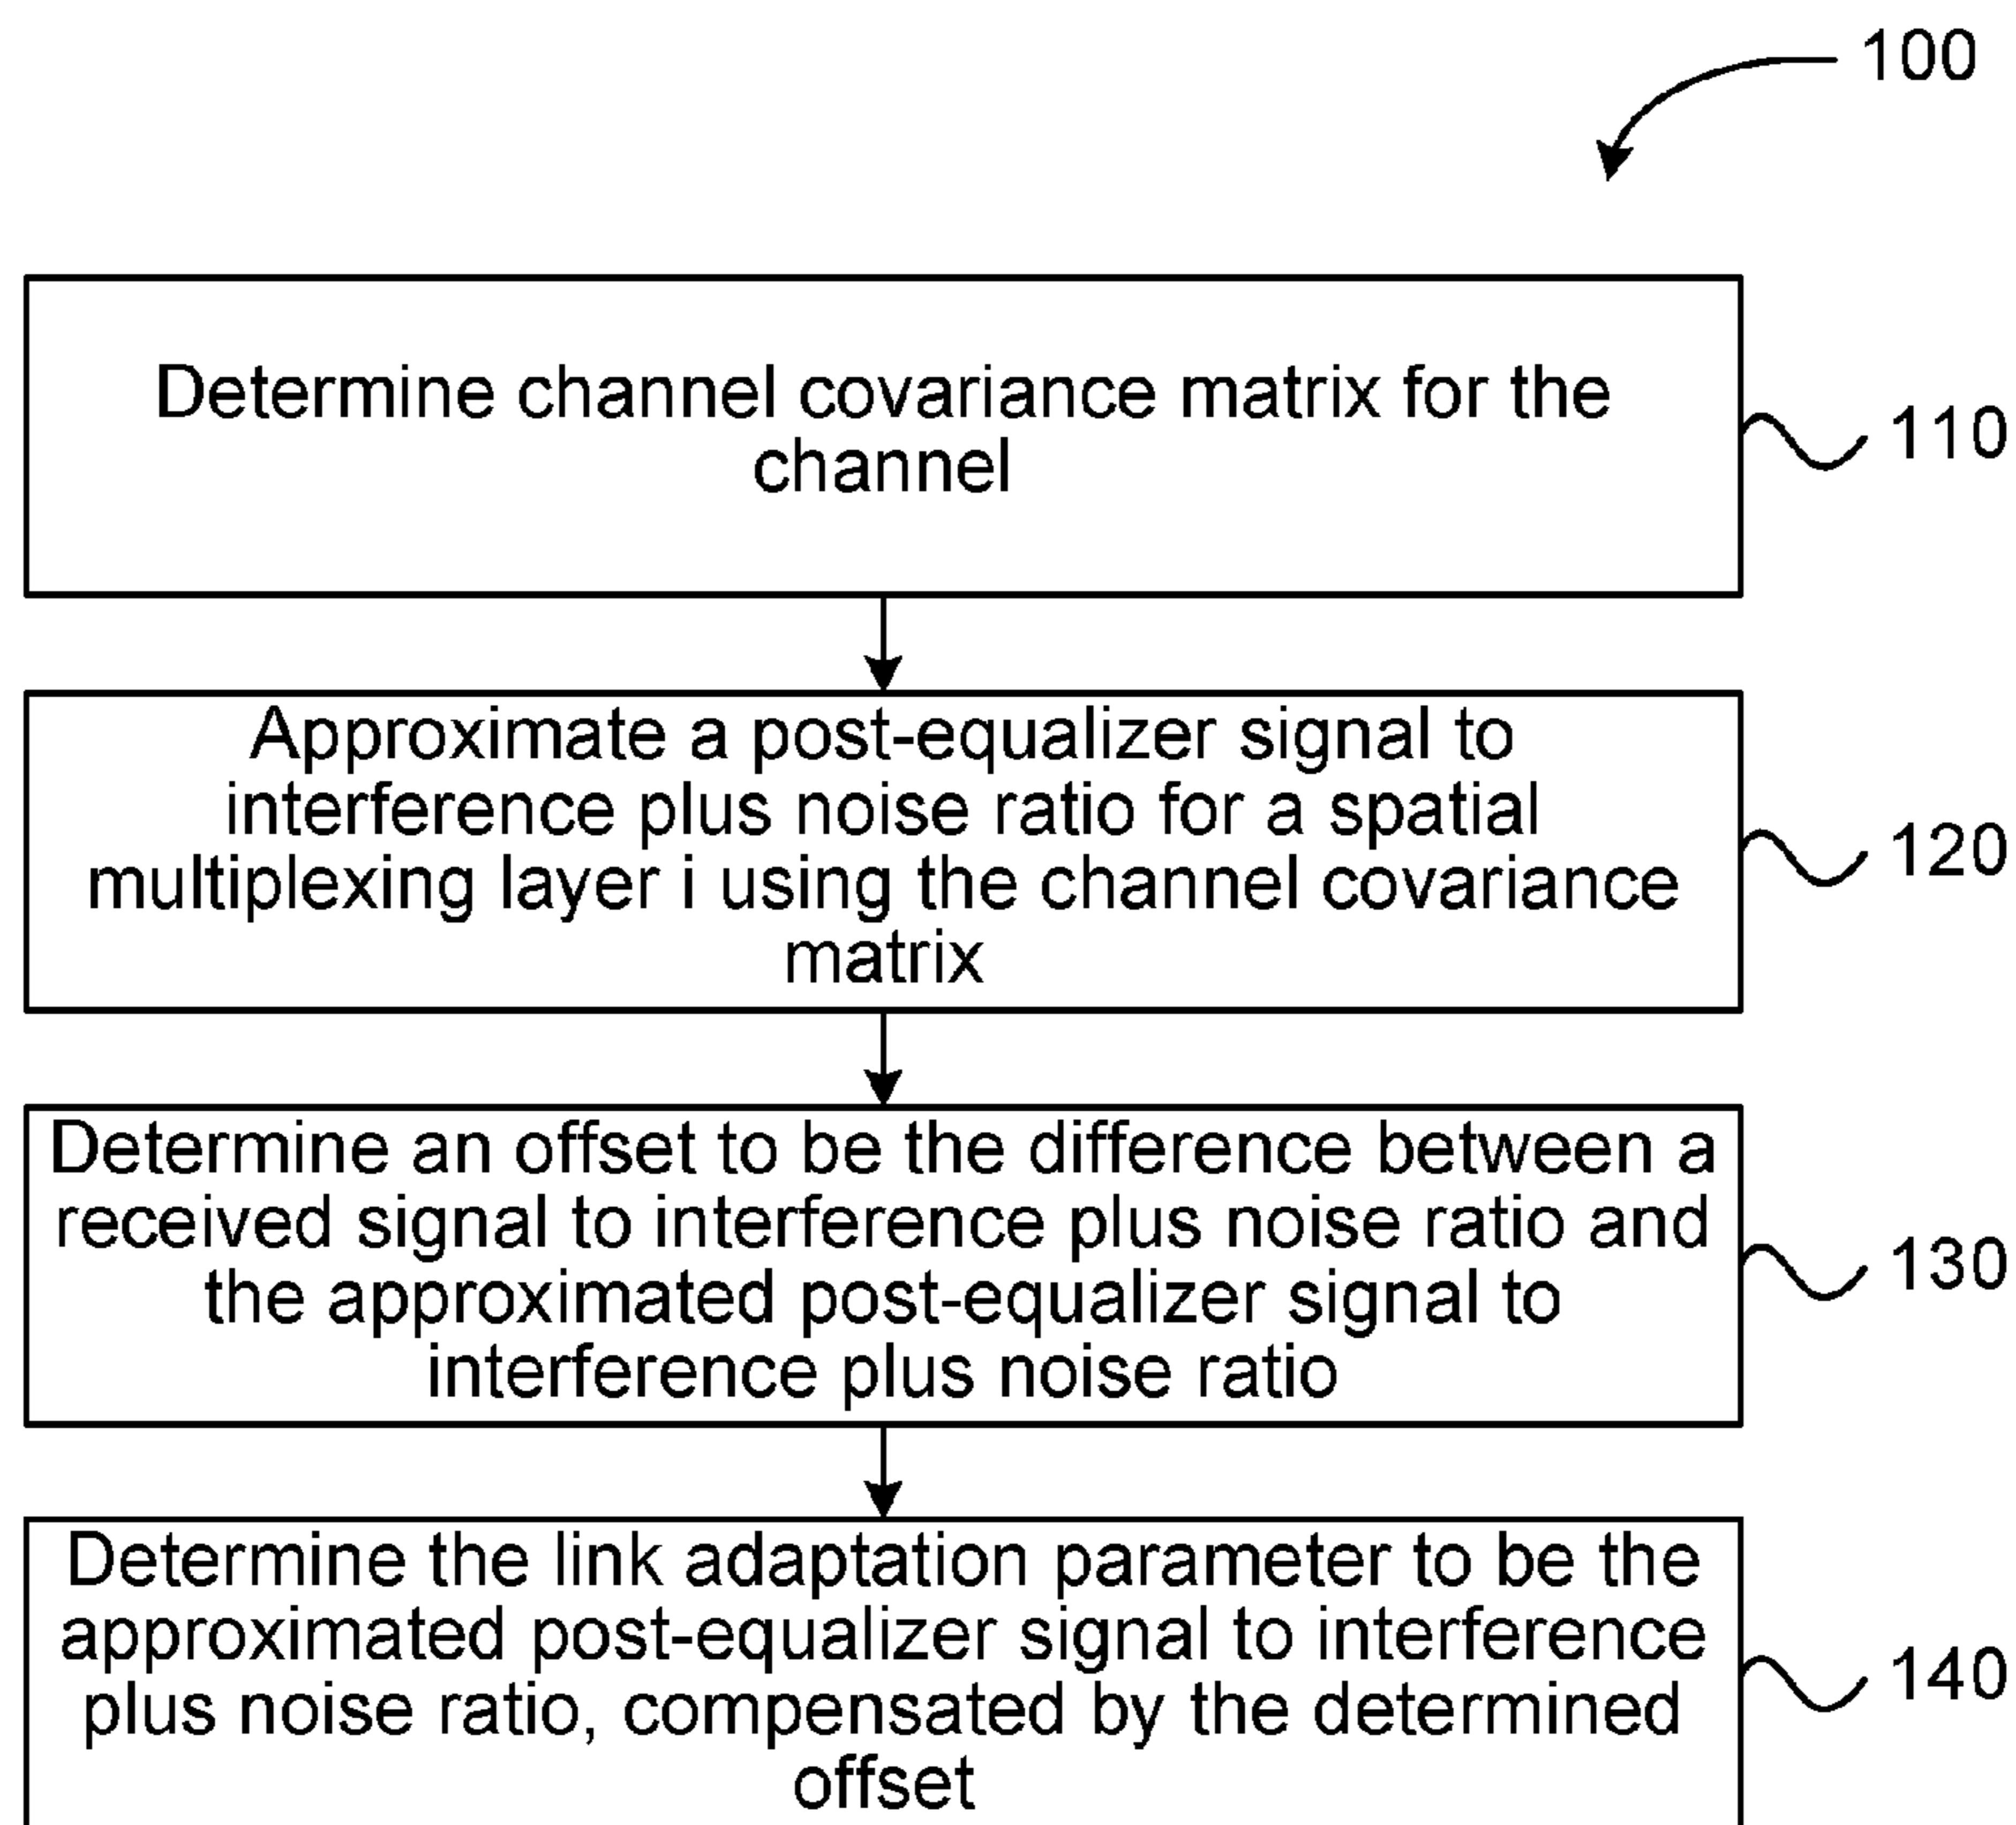 100
Determine channel covariance matrix for the
channel
110
Approximate a post-equalizer signal to
interference plus noise ratio for a spatial
multiplexing layer i using the channel covariance
matrix
120
Determine an offset to be the difference between a
received signal to interference plus noise ratio and
the approximated post-equalizer signal to
interference plus noise ratio
130
Determine the link adaptation parameter to be the
approximated post-equalizer signal to interference
plus noise ratio, compensated by the determined
offset
140